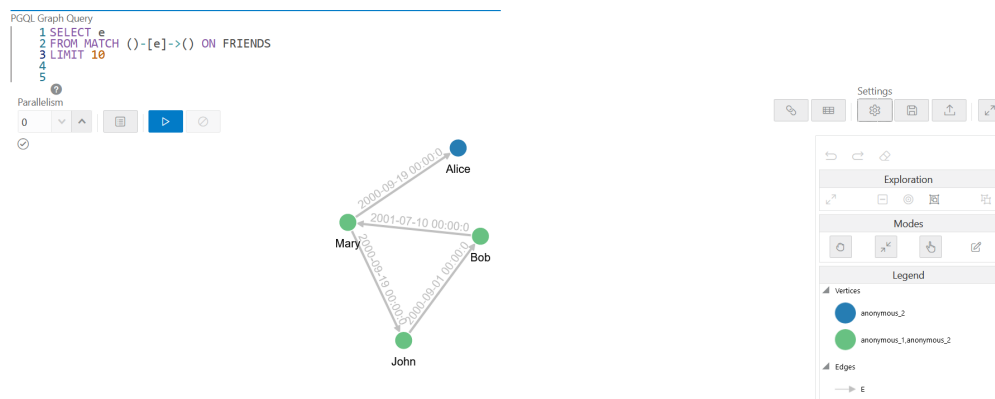 PGQL Graph Query
1 SELECT e
2 FROM MATCH ()-[e]->() ON FRIENDS
3 LIMIT 10
4
5
Parallelism
0
Settings
Exploration
Modes
Legend
Vertices
anonymous_2
anonymous_1,anonymous_2
Edges
E
Alice
2000-09-19 00:00:0
2001-07-10 00:00:0
Mary
Bob
2000-09-19 00:00:0
2000-09-01 00:00:0
John